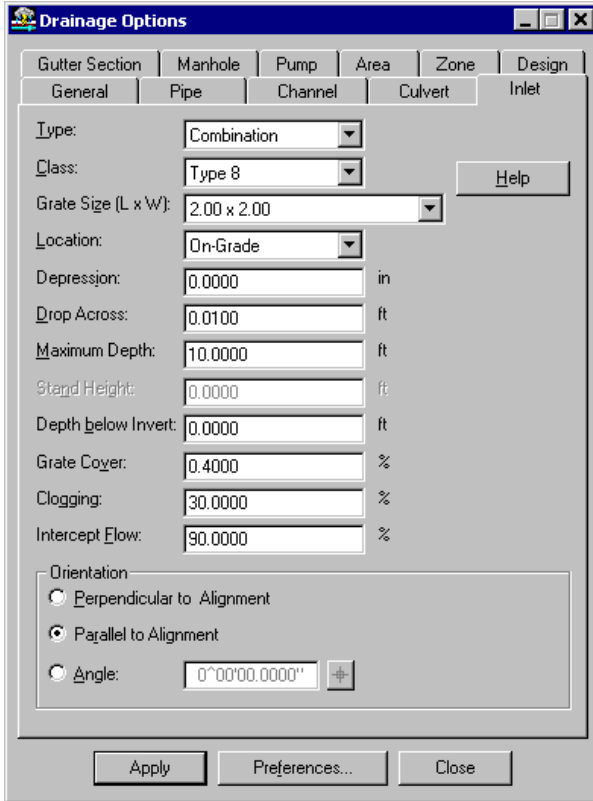 Drainage Options
Gutter Section Manhole Pump Area Zone Design
General Pipe Channel Culvert Inlet
Type: Combination
Class: Type 8 Help
Grate Size (L x W): 2.00 x 2.00
Location: On-Grade
Depression: 0.0000 in
Drop Across: 0.0100 ft
Maximum Depth: 10.0000 ft
Stand Height: 0.0000 ft
Depth below Invert: 0.0000 ft
Grate Cover: 0.4000 %
Clogging: 30.0000 %
Intercept Flow: 90.0000 %
Orientation
Perpendicular to Alignment
Parallel to Alignment
Angle: 0^00'00.0000"
Apply Preferences... Close